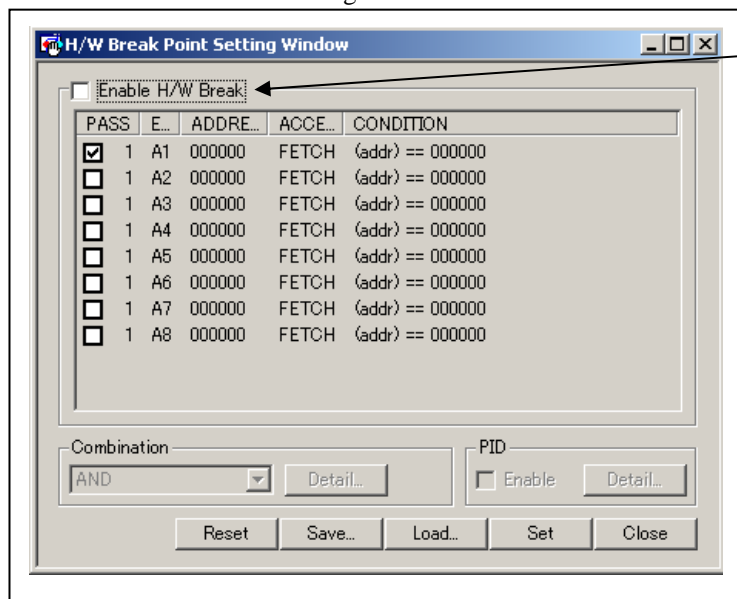 H/W Break Point Setting Window
Enable H/W Break
PASS E... ADDRE... ACCE... CONDITION
1 A1 000000 FETCH (addr) == 000000
1 A2 000000 FETCH (addr) == 000000
1 A3 000000 FETCH (addr) == 000000
1 A4 000000 FETCH (addr) == 000000
1 A5 000000 FETCH (addr) == 000000
1 A6 000000 FETCH (addr) == 000000
1 A7 000000 FETCH (addr) == 000000
1 A8 000000 FETCH (addr) == 000000
Combination PID
AND Detail... Enable Detail...
Reset Save... Load... Set Close